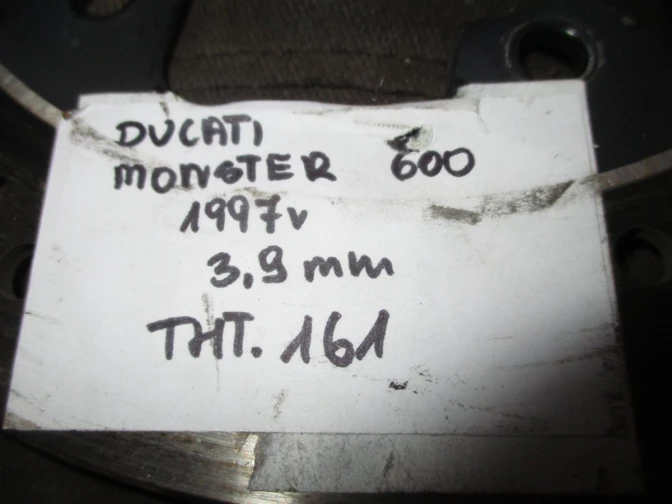 DUCATI
MONSTER 600
1997v
3,9 mm
THT. 161